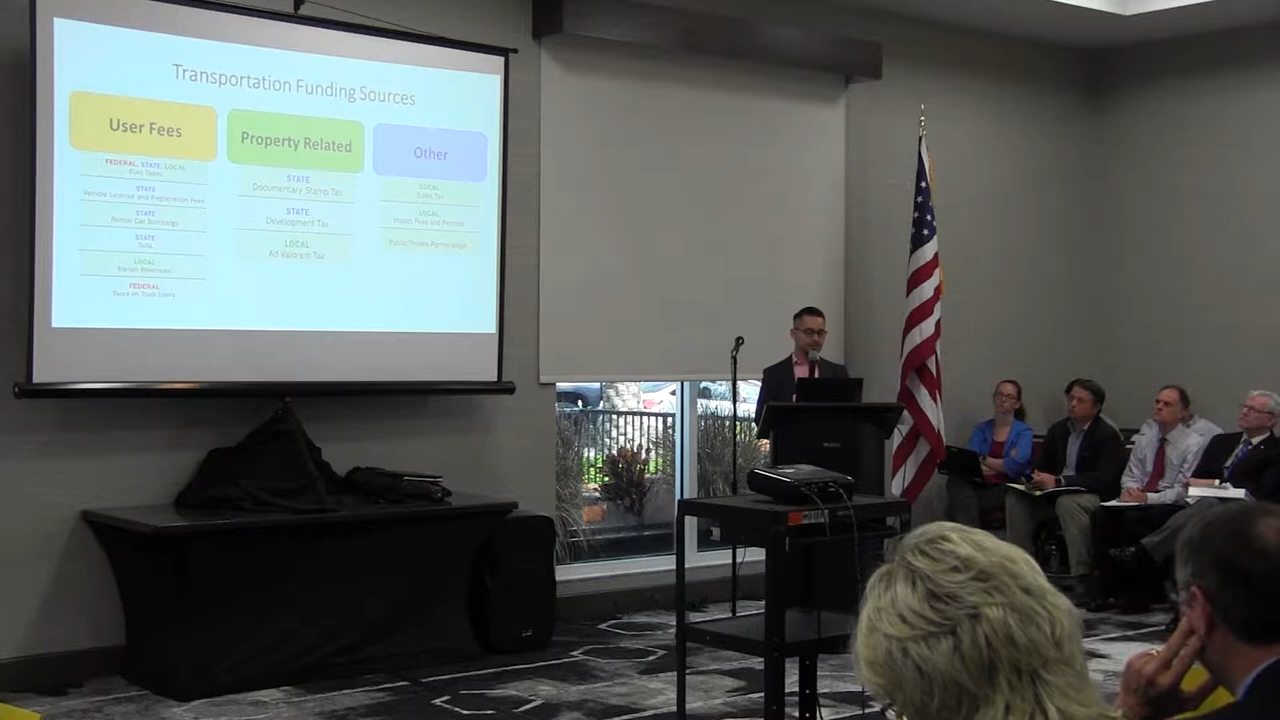 Transportation Funding Sources
User Fees
FEDERAL, STATE, LOCAL
Fuel Taxes
STATE
Vehicle License and Registration Fees
STATE
Rental Car Surcharge
STATE
Tolls
LOCAL
Transit Revenues
FEDERAL
Taxes on Truck Users
Property Related
STATE
Documentary Stamp Tax
STATE
Development Tax
LOCAL
Ad Valorem Tax
Other
LOCAL
Sales Tax
LOCAL
Impact Fees and Permits
Public/Private Partnerships